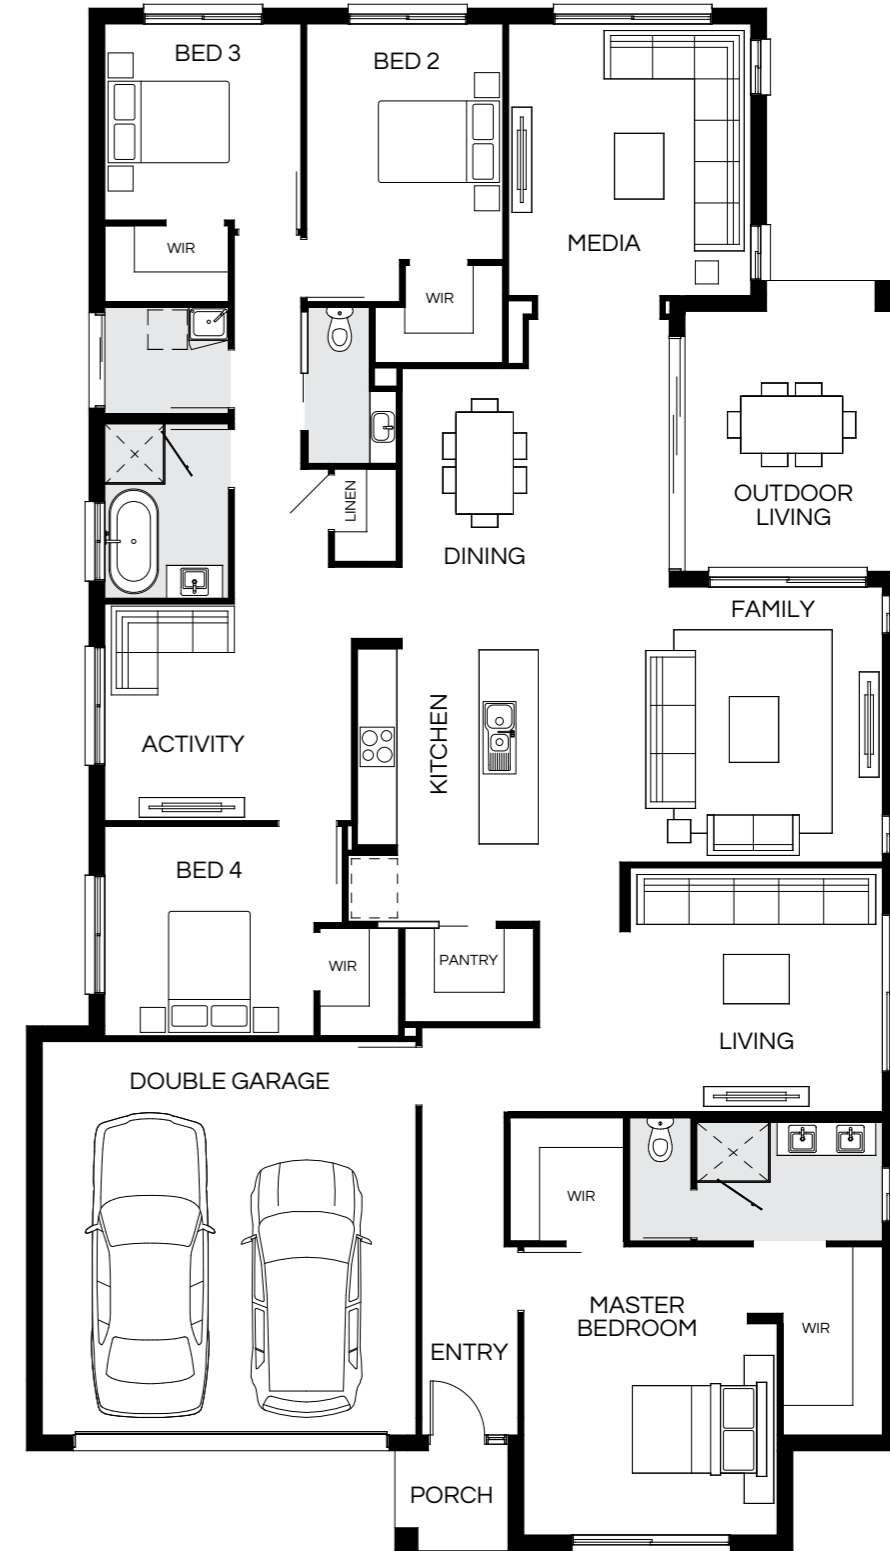 BED 3
BED 2
MEDIA
WIR
WIR
OUTDOOR
LIVING
LINEN
DINING
FAMILY
KITCHEN
ACTIVITY
BED 4
WIR
PANTRY
LIVING
DOUBLE GARAGE
WIR
MASTER
BEDROOM
WIR
ENTRY
PORCH